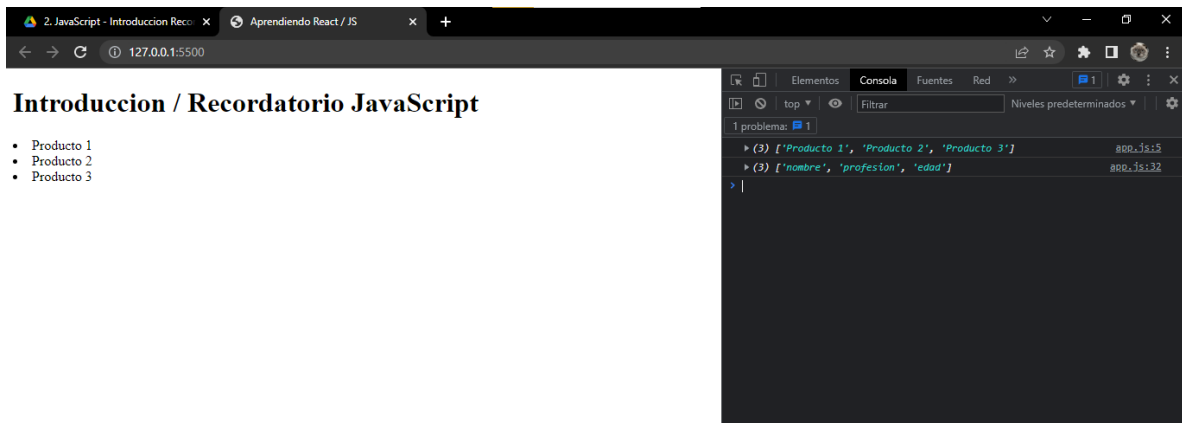 2. JavaScript - Introduccion Reco
Aprendiendo React / JS
127.0.0.1:5500
Introduccion / Recordatorio JavaScript
• Producto 1
• Producto 2
• Producto 3
Elementos Consola Fuentes Red » 1
top ▼ Filtrar Niveles predeterminados ▼
1 problema: 1
▸ (3) ['Producto 1', 'Producto 2', 'Producto 3'] app.js:5
▸ (3) ['nombre', 'profesion', 'edad'] app.js:32
>